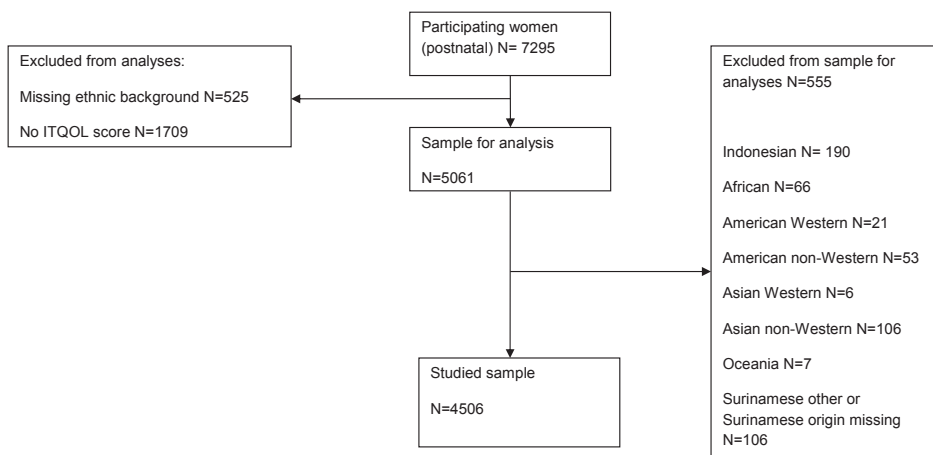 Participating women
(postnatal) N= 7295
Excluded from analyses:
Missing ethnic background N=525
No ITQOL score N=1709
Sample for analysis
N=5061
Excluded from sample for
analyses N=555
Indonesian N= 190
African N=66
American Western N=21
American non-Western N=53
Asian Western N=6
Asian non-Western N=106
Oceania N=7
Surinamese other or
Surinamese origin missing
N=106
Studied sample
N=4506